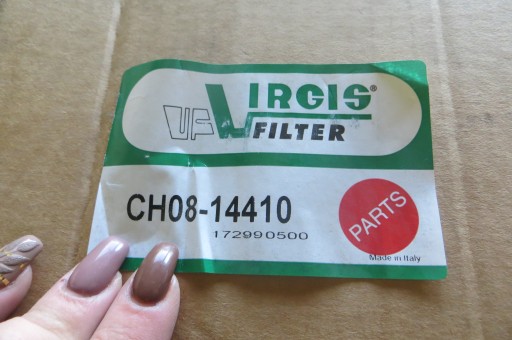 VF VIRGIS®
FILTER
CH08-14410
172990500
PARTS
Made in Italy